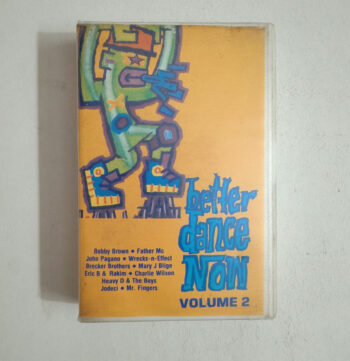 better
dance
NOW
VOLUME 2
Bobby Brown • Father Mc
John Pagano • Wrecks-n-Effect
Brecker Brothers • Mary J Blige
Eric B & Rakim • Charlie Wilson
Heavy D & The Boys
Jodeci • Mr. Fingers